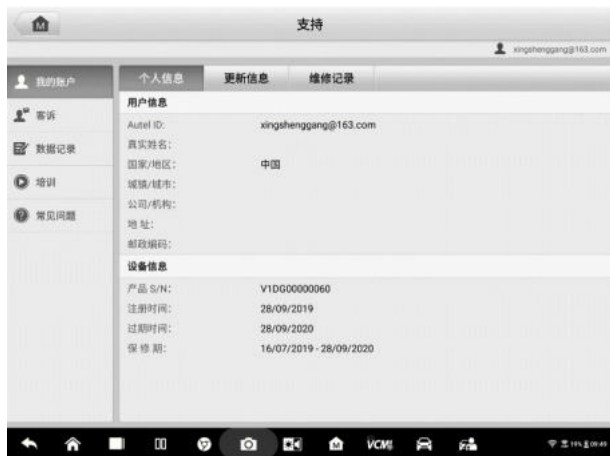 支持
xingshenggang@163.com
我的账户
个人信息
更新信息
维修记录
用户信息
客诉
Autel ID: xingshenggang@163.com
数据记录
真实姓名:
国家/地区: 中国
培训
城镇/城市:
公司/机构:
常见问题
地 址:
邮政编码:
设备信息
产品 S/N: V1DG00000060
注册时间: 28/09/2019
过期时间: 28/09/2020
保 修 期: 16/07/2019 - 28/09/2020
VCMI
09:49